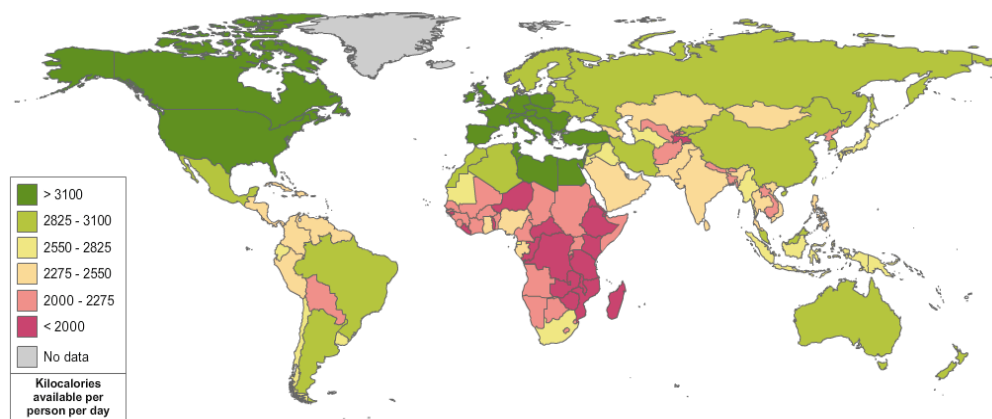 > 3100
2825 - 3100
2550 - 2825
2275 - 2550
2000 - 2275
< 2000
No data
Kilocalories
available per
person per day